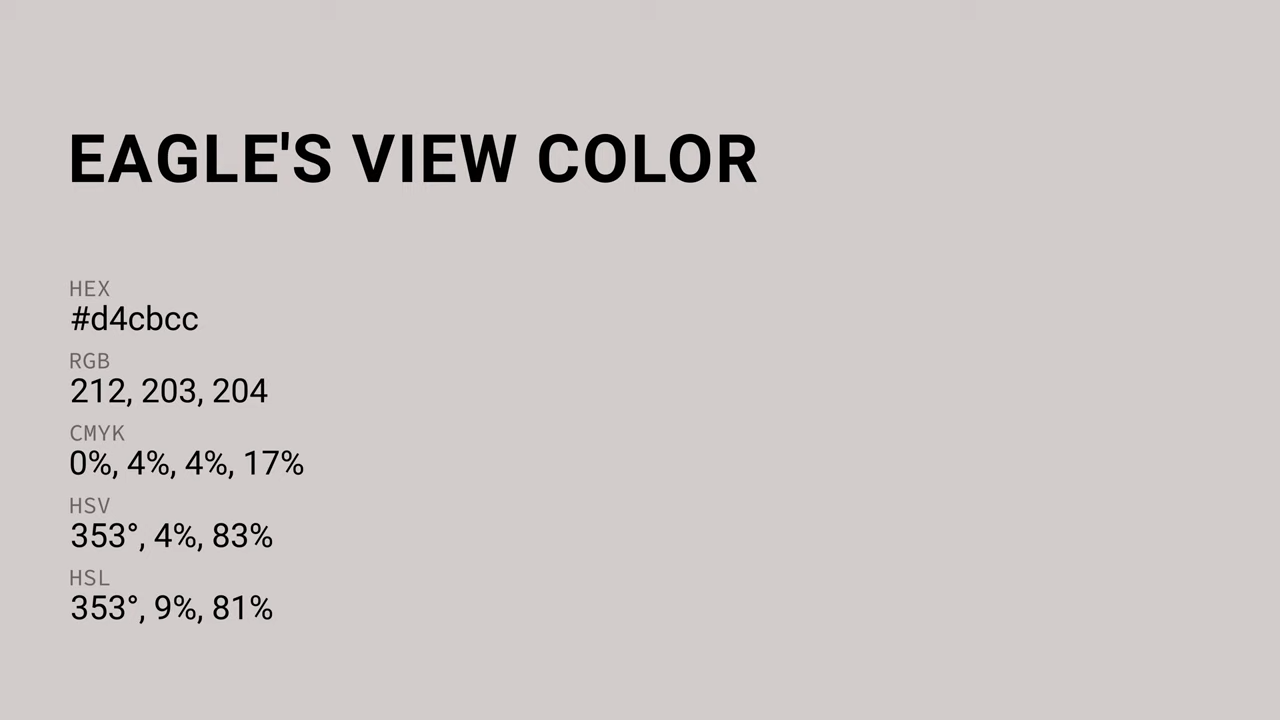 EAGLE'S VIEW COLOR
HEX
#d4cbcc
RGB
212, 203, 204
CMYK
0%, 4%, 4%, 17%
HSV
353°, 4%, 83%
HSL
353°, 9%, 81%